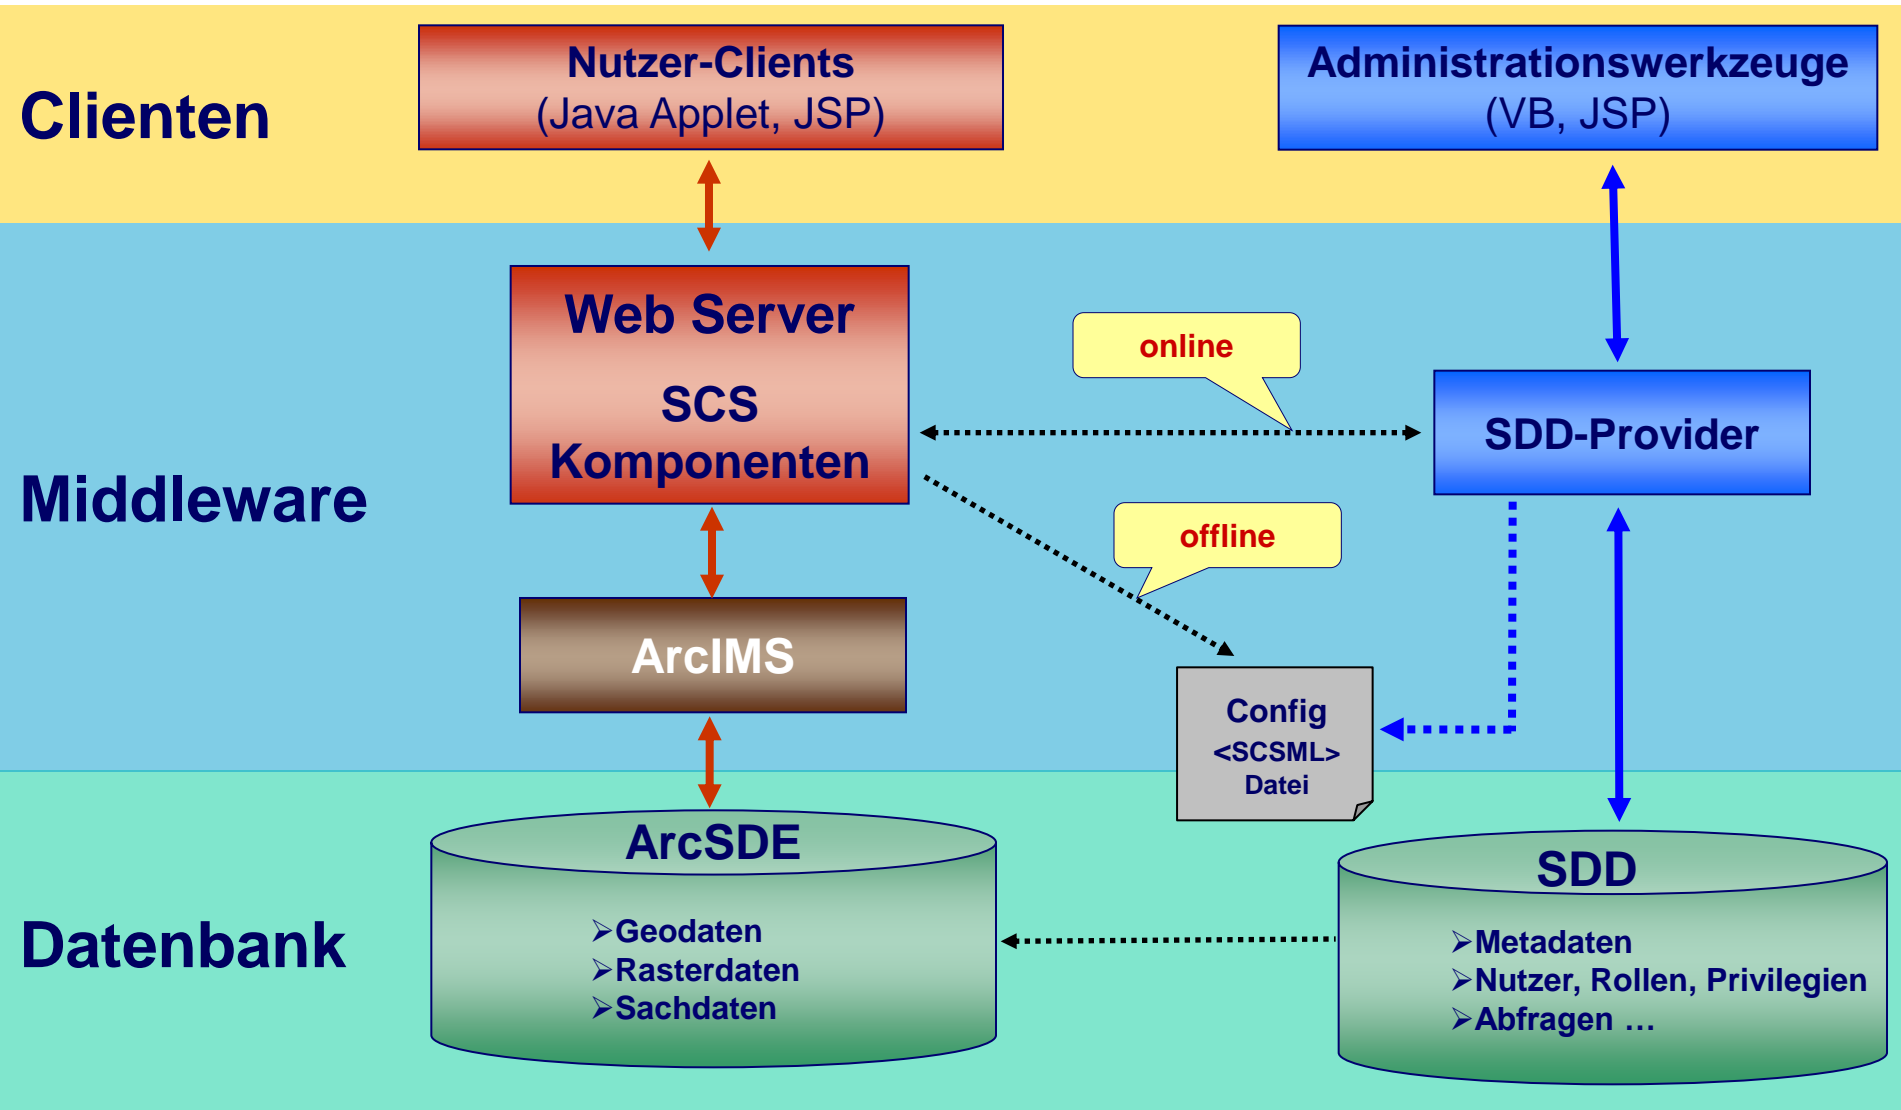 Clienten
Nutzer-Clients
(Java Applet, JSP)
Administrationswerkzeuge
(VB, JSP)
Middleware
Web Server
SCS
Komponenten
online
SDD-Provider
offline
ArcIMS
Config
<SCSML>
Datei
Datenbank
ArcSDE
➢Geodaten
➢Rasterdaten
➢Sachdaten
SDD
➢Metadaten
➢Nutzer, Rollen, Privilegien
➢Abfragen …